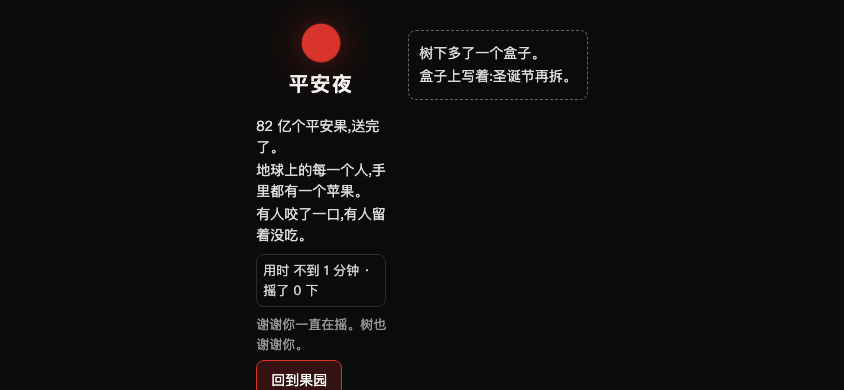 平安夜
82 亿个平安果,送完
了。
地球上的每一个人,手
里都有一个苹果。
有人咬了一口,有人留
着没吃。
用时 不到 1 分钟 ·
摇了 0 下
谢谢你一直在摇。树也
谢谢你。
回到果园
树下多了一个盒子。
盒子上写着:圣诞节再拆。